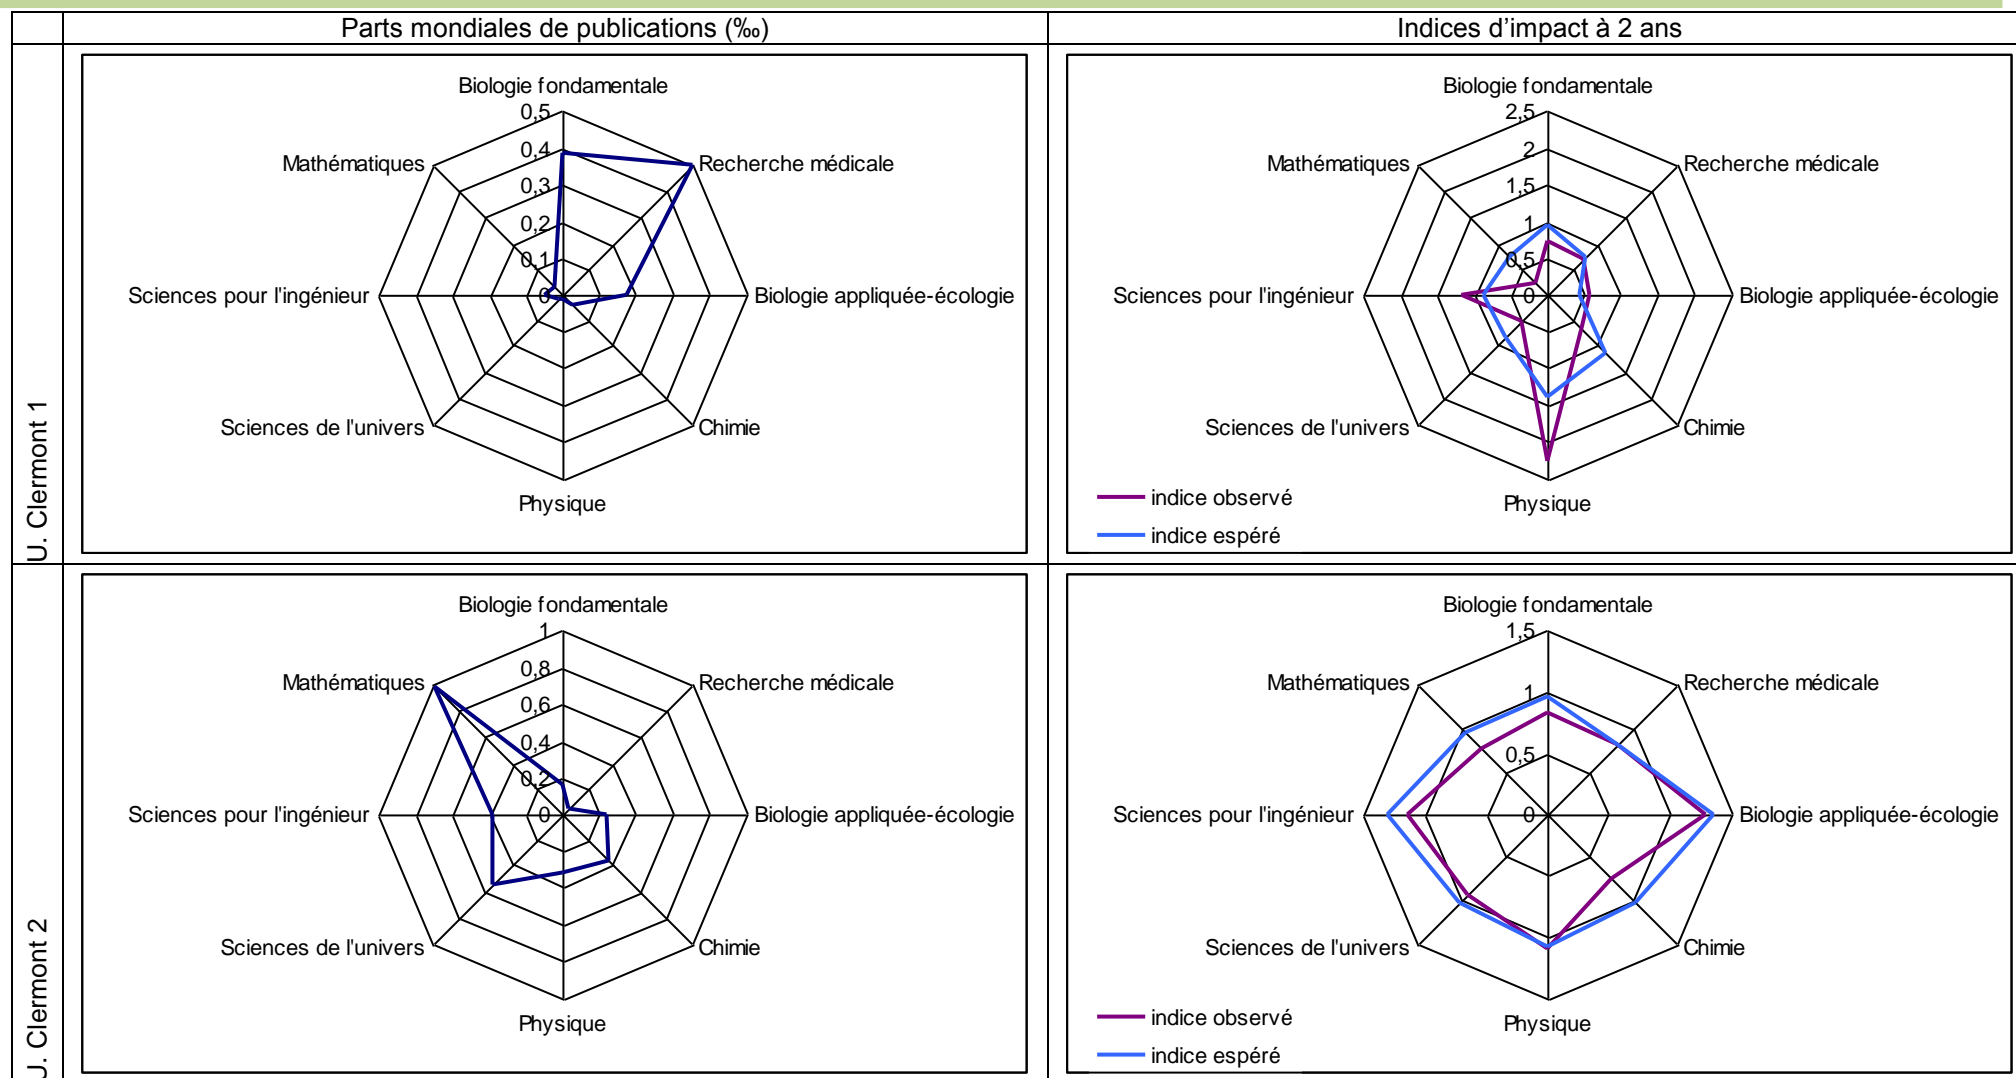 Parts mondiales de publications (‰)
Indices d'impact à 2 ans
U. Clermont 1
Biologie fondamentale
0,5
Mathématiques
0,4
Recherche médicale
0,3
0,2
0,1
Sciences pour l'ingénieur
0
Biologie appliquée-écologie
Sciences de l'univers
Chimie
Physique
Biologie fondamentale
2,5
Mathématiques
2
Recherche médicale
1,5
1
0,5
Sciences pour l'ingénieur
0
Biologie appliquée-écologie
Sciences de l'univers
Chimie
indice observé
Physique
indice espéré
U. Clermont 2
Biologie fondamentale
1
Mathématiques
0,8
Recherche médicale
0,6
0,4
0,2
Sciences pour l'ingénieur
0
Biologie appliquée-écologie
Sciences de l'univers
Chimie
Physique
Biologie fondamentale
1,5
Mathématiques
1
Recherche médicale
0,5
Sciences pour l'ingénieur
0
Biologie appliquée-écologie
Sciences de l'univers
Chimie
indice observé
Physique
indice espéré